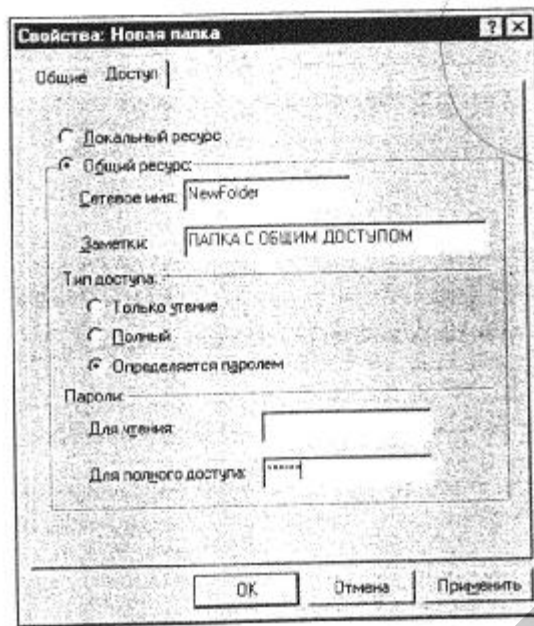 Свойства: Новая папка
Общие Доступ
Локальный ресурс
Общий ресурс:
Сетевое имя: NewFolder
Заметки: ПАПКА С ОБЩИМ ДОСТУПОМ
Тип доступа:
Только чтение
Полный
Определяется паролем
Пароли:
Для чтения:
Для полного доступа: ******
OK Отмена Применить